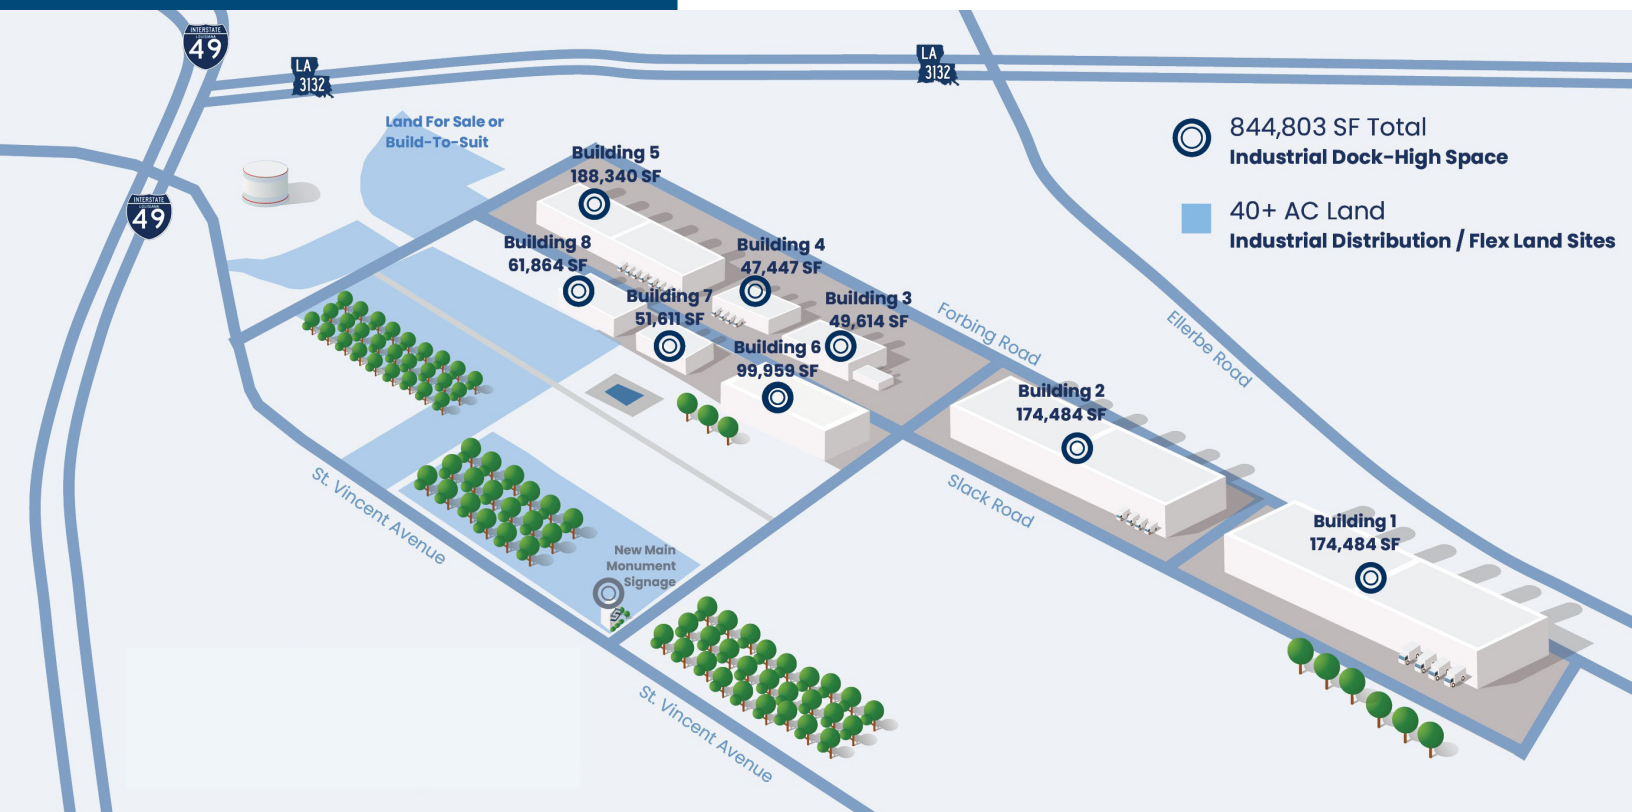 INTERSTATE
LOUISIANA
49
LA
3132
LA
3132
Land For Sale or
Build-To-Suit
844,803 SF Total
Industrial Dock-High Space
40+ AC Land
Industrial Distribution / Flex Land Sites
INTERSTATE
LOUISIANA
49
Building 5
188,340 SF
Building 8
61,864 SF
Building 4
47,447 SF
Building 7
51,611 SF
Building 3
49,614 SF
Building 6
99,959 SF
Forbing Road
Ellerbe Road
Building 2
174,484 SF
Slack Road
Building 1
174,484 SF
St. Vincent Avenue
New Main
Monument
Signage
St. Vincent Avenue